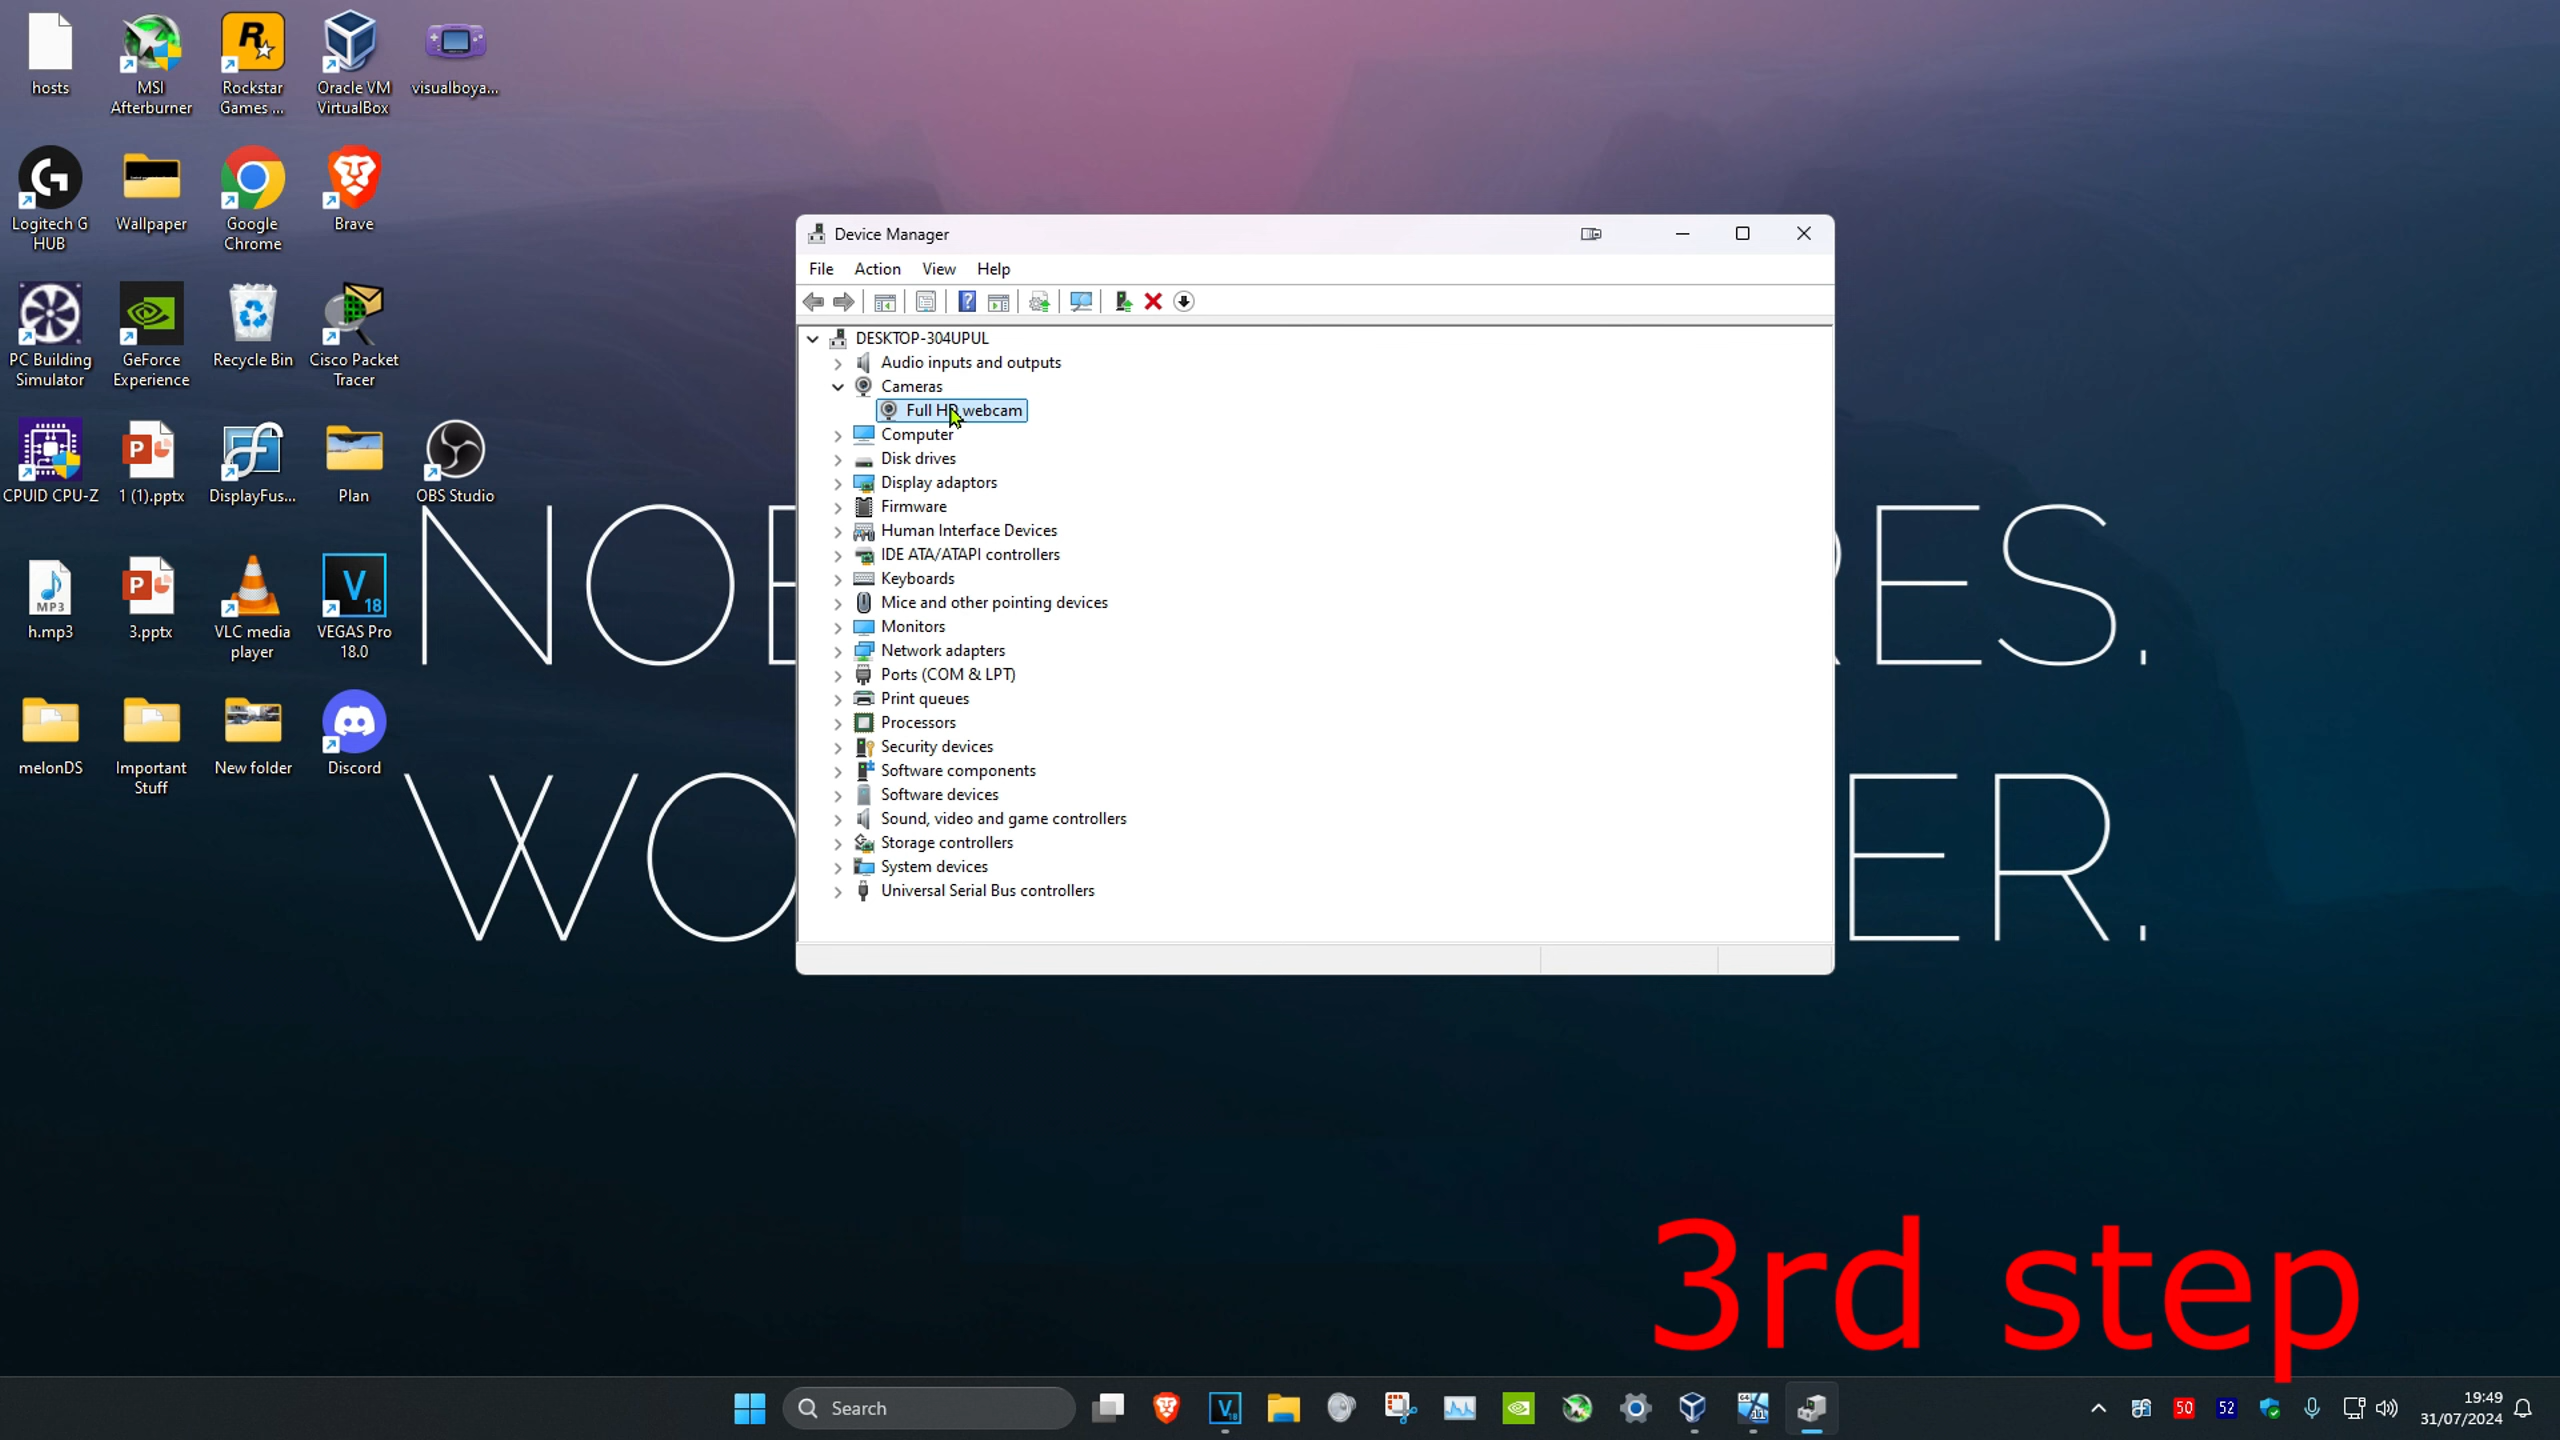 hosts
MSI
Afterburner
Rockstar
Games ...
Oracle VM
VirtualBox
visualboya...
Logitech G
HUB
Wallpaper
Google
Chrome
Brave
PC Building
Simulator
GeForce
Experience
Recycle Bin
Cisco Packet
Tracer
CPUID CPU-Z
1 (1).pptx
DisplayFus...
Plan
OBS Studio
MP3
h.mp3
3.pptx
VLC media
player
V 18
VEGAS Pro
18.0
melonDS
Important
Stuff
New folder
Discord
Device Manager
File Action View Help
DESKTOP-304UPUL
Audio inputs and outputs
Cameras
Full HD webcam
Computer
Disk drives
Display adaptors
Firmware
Human Interface Devices
IDE ATA/ATAPI controllers
Keyboards
Mice and other pointing devices
Monitors
Network adapters
Ports (COM & LPT)
Print queues
Processors
Security devices
Software components
Software devices
Sound, video and game controllers
Storage controllers
System devices
Universal Serial Bus controllers
ES.
ER.
3rd step
Search
50
52
19:49
31/07/2024